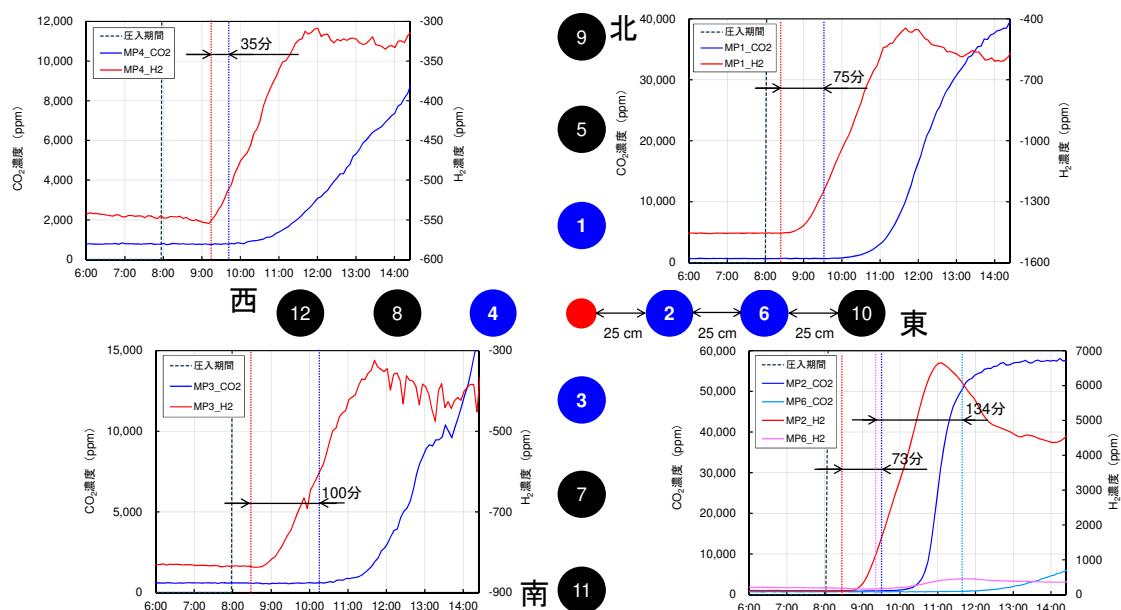 圧入期間
MP4_CO2
MP4_H2
35分
12,000
10,000
8,000
6,000
4,000
2,000
0
CO₂濃度（ppm）
-300
-350
-400
-450
-500
-550
-600
H₂濃度（ppm）
6:00 7:00 8:00 9:00 10:00 11:00 12:00 13:00 14:00
9
北
5
1
圧入期間
MP1_CO2
MP1_H2
75分
40,000
30,000
20,000
10,000
0
CO₂濃度（ppm）
-400
-700
-1000
-1300
-1600
H₂濃度（ppm）
6:00 7:00 8:00 9:00 10:00 11:00 12:00 13:00 14:00
西
12 8 4 2 6 10
東
25 cm 25 cm 25 cm
圧入期間
MP3_CO2
MP3_H2
100分
15,000
10,000
5,000
0
CO₂濃度（ppm）
-300
-500
-700
-900
H₂濃度（ppm）
6:00 7:00 8:00 9:00 10:00 11:00 12:00 13:00 14:00
3
7
南
11
圧入期間
MP2_CO2
MP6_CO2
MP2_H2
MP6_H2
134分
73分
60,000
50,000
40,000
30,000
20,000
10,000
0
CO₂濃度（ppm）
7000
6000
5000
4000
3000
2000
1000
0
H₂濃度（ppm）
6:00 7:00 8:00 9:00 10:00 11:00 12:00 13:00 14:00